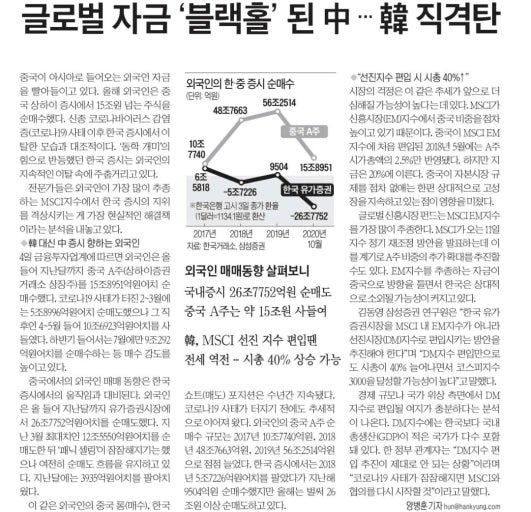 글로벌 자금 ‘블랙홀’ 된 中 … 韓 직격탄
중국이 아시아로 들어오는 외국인 자금
을 빨아들이고 있다. 올해 외국인은 중
국 상하이 증시에서 15조원 넘는 주식을
순매수했다. 신종 코로나바이러스 감염
증(코로나19) 사태 이후 한국 증시에서 이
탈한 모습과 대조적이다. ‘동학 개미’의
힘으로 반등했던 한국 증시는 외국인의
지속적인 이탈 속에 주춤거리고 있다.
전문가들은 외국인이 가장 많이 추종
하는 MSCI지수에서 한국 증시의 지위
를 격상시키는 게 가장 현실적인 해결책
이라는 분석을 내놓고 있다.
◆韓 대신 中 증시 향하는 외국인
4일 금융투자업계에 따르면 외국인은 올
들어 지난달까지 중국 A주(상하이증권
거래소 상장주)를 15조8951억원어치 순
매수했다. 코로나19 사태가 터진 2~3월에
는 5조8996억원어치 순매도했으나 그 직
후인 4~5월 들어 10조6923억원어치를 사
들였다. 하반기 들어서는 7월에만 9조292
억원어치를 순매수하는 등 매수 강도를
높이고 있다.
중국에서의 외국인 매매 동향은 한국
증시에서의 움직임과 대비된다. 외국인
은 올 들어 지난달까지 유가증권시장에
서 26조7752억원어치를 순매도했다. 지
난 3월 최대치인 12조5550억원어치를 순
매도한 뒤 ‘패닉 셀링’이 잠잠해지기는 했
으나 여전히 순매도 흐름을 유지하고 있
다. 지난달에는 3935억원어치를 팔아치
웠다.
이 같은 외국인의 중국 롱(매수), 한국
외국인의 한·중 증시 순매수
(단위: 억원)
56조2514
48조7663
중국 A주
10조
7740
15조8951
6조
5818
-5조7226
9504
한국 유가증권
-26조7752
※한국은행 고시 3일 종가 환율
(1달러=1134.1원)로 환산
2017년 2018년 2019년 2020년
10월
자료: 한국거래소, 삼성증권
외국인 매매동향 살펴보니
국내증시 26조7752억원 순매도
중국 A주는 약 15조원 사들여
韓, MSCI 선진 지수 편입땐
전세 역전 – 시총 40% 상승 가능
쇼트(매도) 포지션은 수년간 지속됐다.
코로나19 사태가 터지기 전에도 추세적
으로 이어져 왔다. 외국인의 중국 A주 순
매수 규모는 2017년 10조7740억원, 2018
년 48조7663억원, 2019년 56조2514억원
으로 점점 늘었다. 한국 증시에서는 2018
년 5조7226억원어치를 팔았다가 지난해
9504억원 순매수했지만 올해는 벌써 26
조원 이상 순매도하고 있다.
◆“선진지수 편입 시 시총 40%↑”
시장의 걱정은 이 같은 추세가 앞으로 더
심해질 가능성이 높다는 데 있다. MSCI가
신흥시장(EM)지수에서 중국 비중을 점차
높이고 있기 때문이다. 중국이 MSCI EM
지수에 처음 편입된 2018년 5월에는 A주
시가총액의 2.5%만 반영됐다. 하지만 지
금은 20%에 이른다. 중국이 자본시장 규
제를 점차 없애는 한편 상대적으로 고성
장을 지속하고 있는 점이 영향을 미쳤다.
글로벌 신흥시장 펀드는 MSCI EM지수
를 가장 많이 추종한다. MSCI가 오는 11일
지수 정기 재조정 방안을 발표하는데 이
를 계기로 A주 비중의 추가 확대를 추진할
수도 있다. EM지수를 추종하는 자금이
중국으로 방향을 틀면서 한국은 상대적
으로 소외될 가능성이 커지고 있다.
김동영 삼성증권 연구원은 “한국 유가
증권시장을 MSCI 내 EM지수가 아니라
선진시장(DM)지수로 편입시키는 방안을
추진해야 한다”며 “DM지수 편입만으로
도 시총이 40% 늘어나면서 코스피지수
3000을 달성할 가능성이 높다”고 말했다.
경제 규모나 국가 위상 측면에서 DM
지수로 편입될 여지가 충분하다는 분석
이 나온다. DM지수에는 한국보다 국내
총생산(GDP)이 적은 국가가 다수 포함
돼 있다. 한 정부 관계자는 “DM지수 편
입 추진이 제대로 안 되는 상황”이라며
“코로나19 사태가 잠잠해지면 MSCI와
협의를 다시 시작할 것”이라고 말했다.
양병훈 기자 hun@hankyung.com